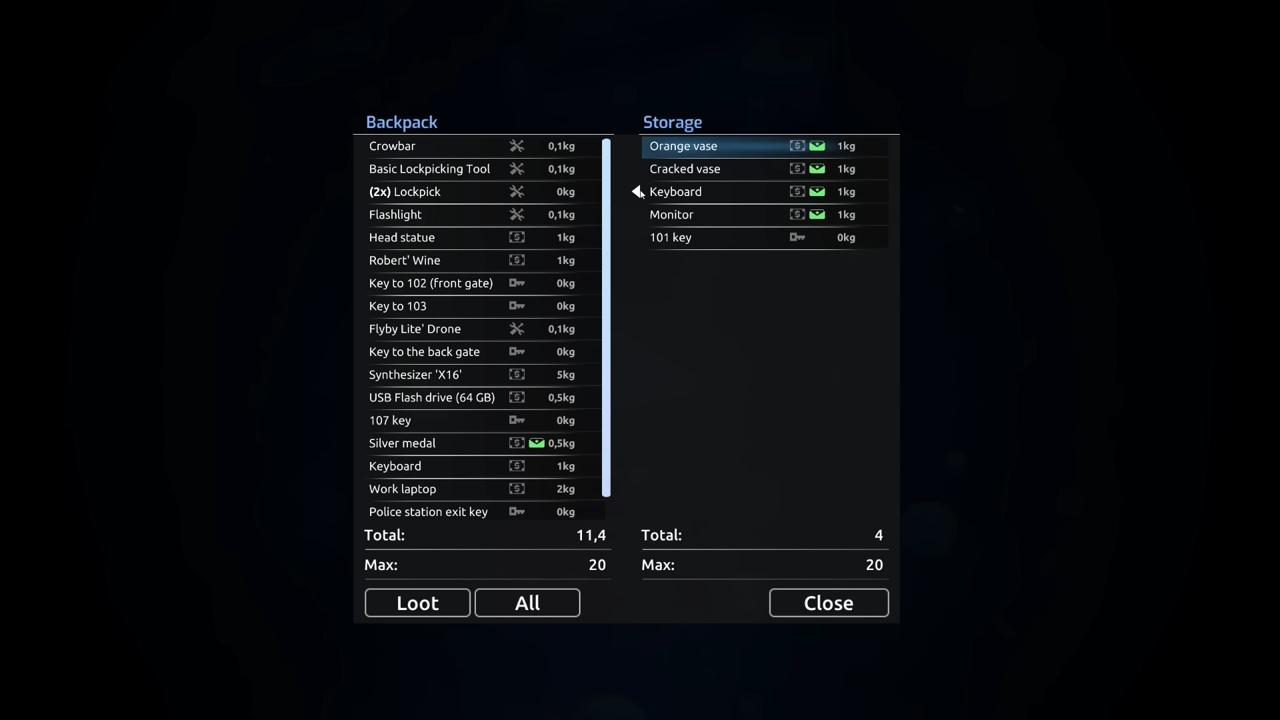 Backpack
Crowbar 0,1kg
Basic Lockpicking Tool 0,1kg
(2x) Lockpick 0kg
Flashlight 0,1kg
Head statue 1kg
Robert' Wine 1kg
Key to 102 (front gate) 0kg
Key to 103 0kg
Flyby Lite' Drone 0,1kg
Key to the back gate 0kg
Synthesizer 'X16' 5kg
USB Flash drive (64 GB) 0,5kg
107 key 0kg
Silver medal 0,5kg
Keyboard 1kg
Work laptop 2kg
Police station exit key 0kg
Total: 11,4
Max: 20
Loot All
Storage
Orange vase 1kg
Cracked vase 1kg
Keyboard 1kg
Monitor 1kg
101 key 0kg
Total: 4
Max: 20
Close